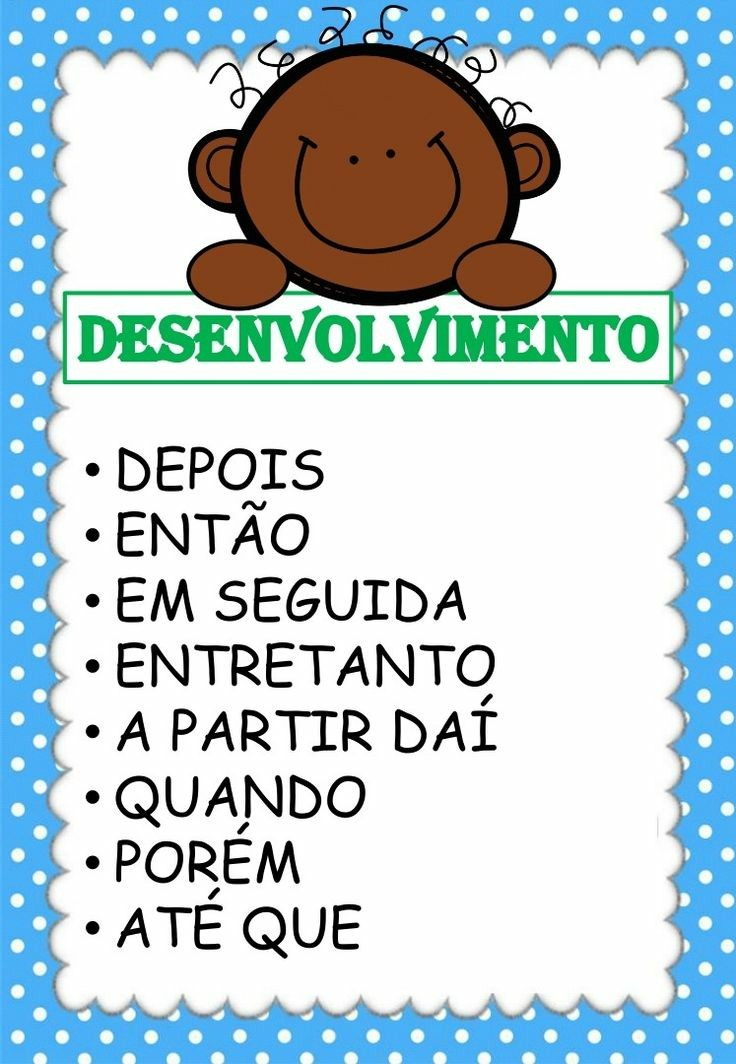 DESENVOLVIMENTO
• DEPOIS
• ENTÃO
• EM SEGUIDA
• ENTRETANTO
• A PARTIR DAÍ
• QUANDO
• PORÉM
• ATÉ QUE